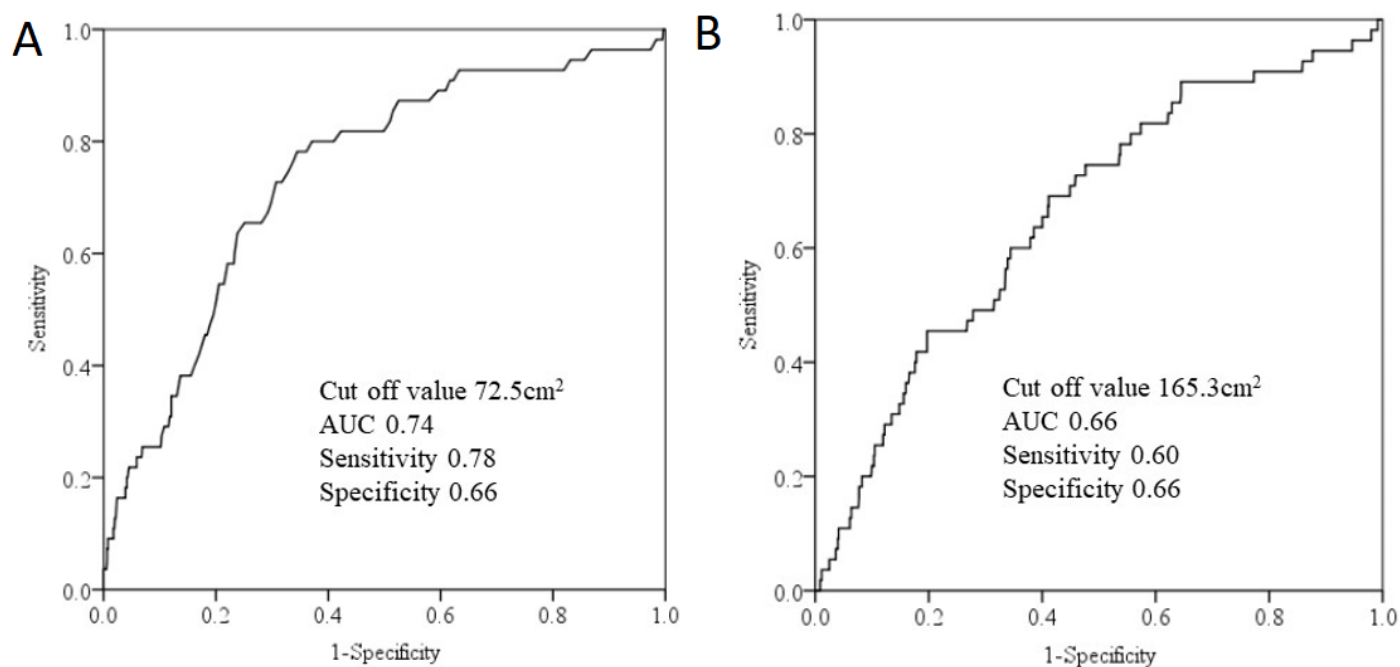 A
1.0
0.8
0.6
0.4
0.2
0.0
Sensitivity
Cut off value 72.5cm²
AUC 0.74
Sensitivity 0.78
Specificity 0.66
0.0 0.2 0.4 0.6 0.8 1.0
1-Specificity
B
1.0
0.8
0.6
0.4
0.2
0.0
Sensitivity
Cut off value 165.3cm²
AUC 0.66
Sensitivity 0.60
Specificity 0.66
0.0 0.2 0.4 0.6 0.8 1.0
1-Specificity